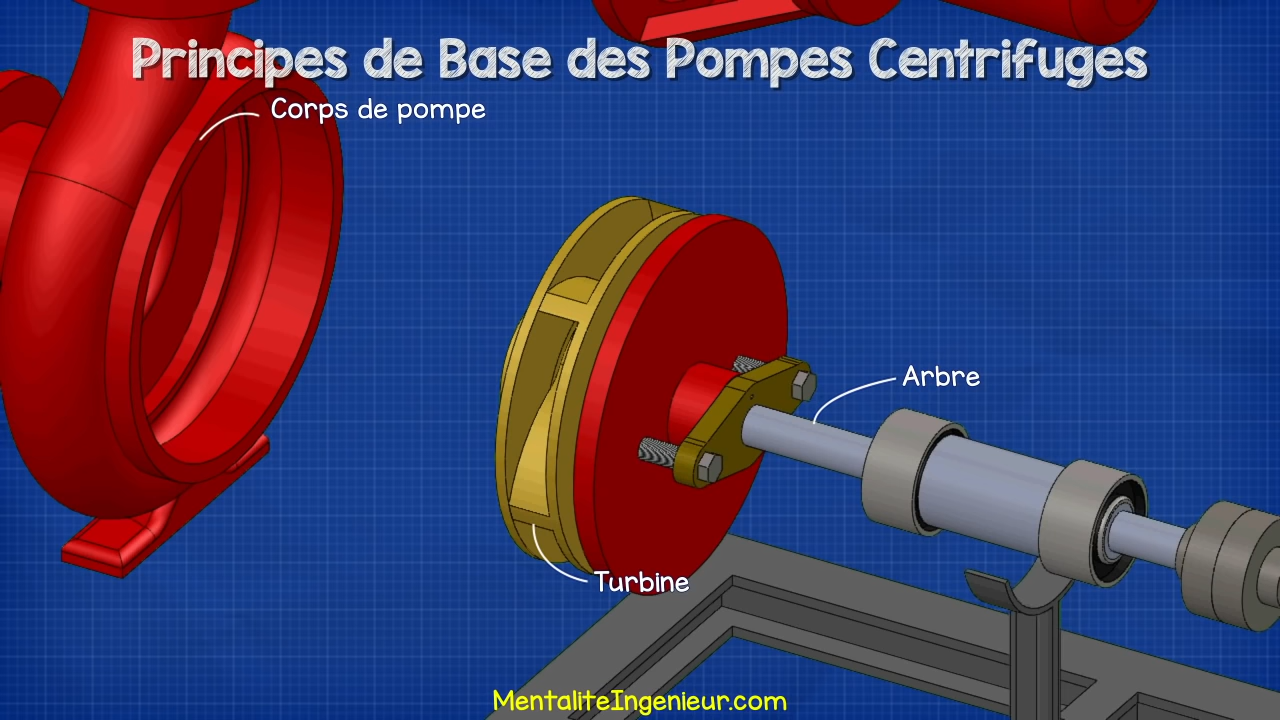 Principes de Base des Pompes Centrifuges
Corps de pompe
Arbre
Turbine
MentaliteIngenieur.com